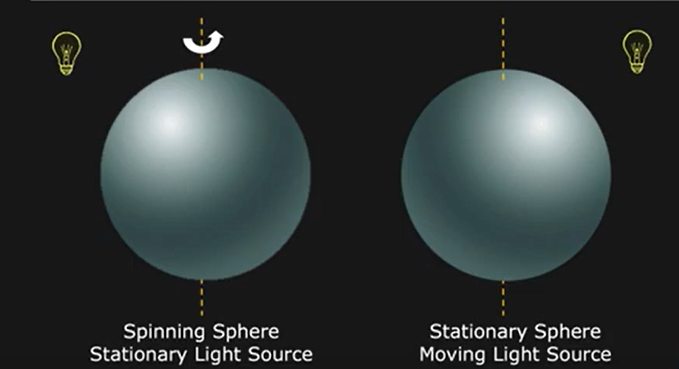 Spinning Sphere
Stationary Light Source
Stationary Sphere
Moving Light Source